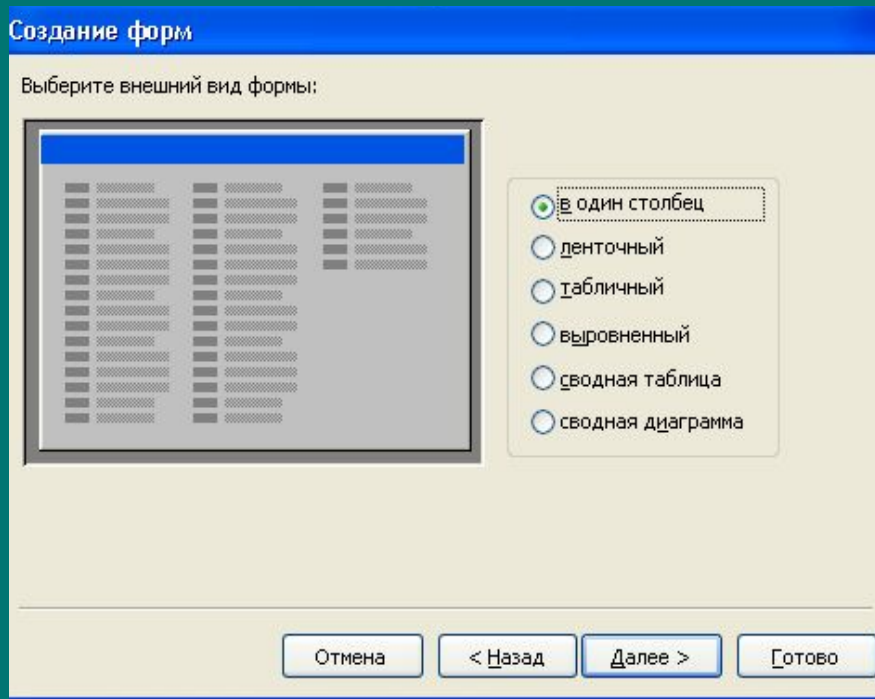 Создание форм
Выберите внешний вид формы:
в один столбец
ленточный
табличный
выровненный
сводная таблица
сводная диаграмма
Отмена
< Назад
Далее >
Готово